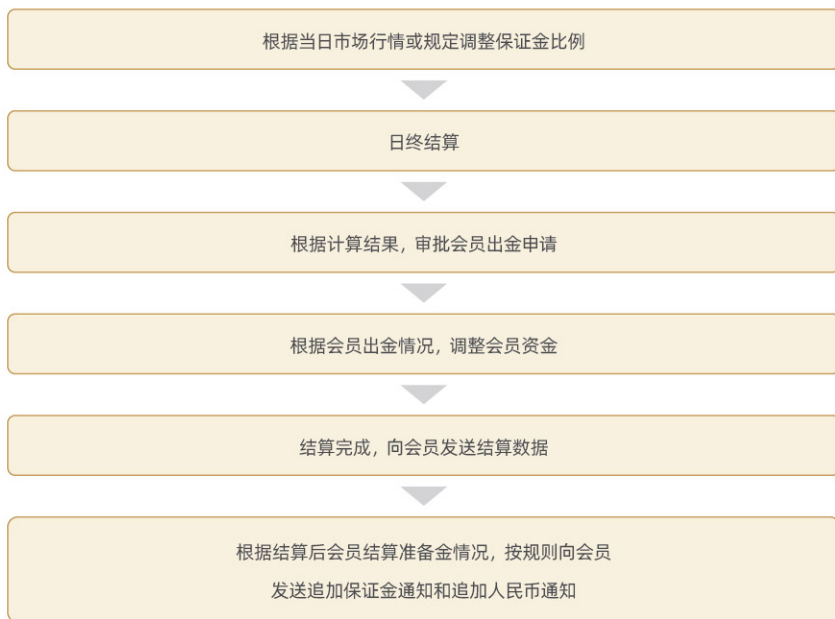 根据当日市场行情或规定调整保证金比例
日终结算
根据计算结果，审批会员出金申请
根据会员出金情况，调整会员资金
结算完成，向会员发送结算数据
根据结算后会员结算准备金情况，按规则向会员
发送追加保证金通知和追加人民币通知